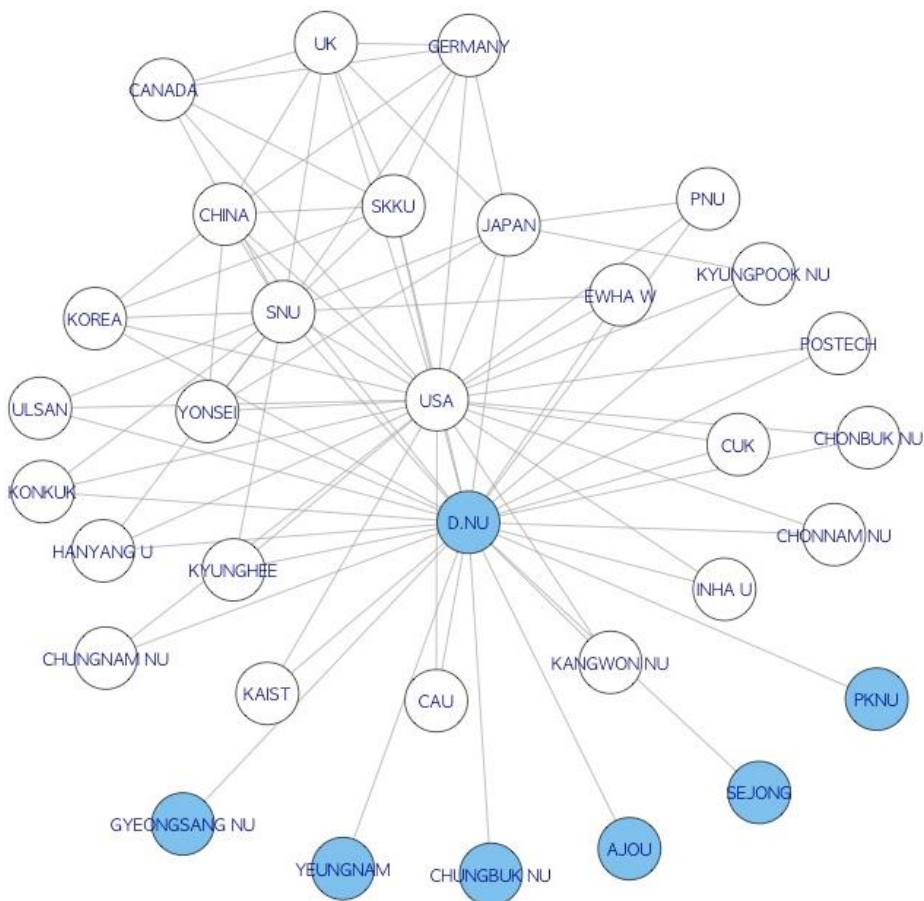 UK
GERMANY
CANADA
CHINA
SKKU
JAPAN
PNU
KYUNGPOOK NU
EWHA W
KOREA
SNU
POSTECH
ULSAN
YONSEI
USA
CUK
CHONBUK NU
KONKUK
D.NU
HANYANG U
KYUNGHEE
CHONNAM NU
INHA U
CHUNGNAM NU
KAIST
CAU
KANGWON NU
PKNU
SEJONG
GYEONGSANG NU
YEUNGNAM
CHUNGBUK NU
AJOU